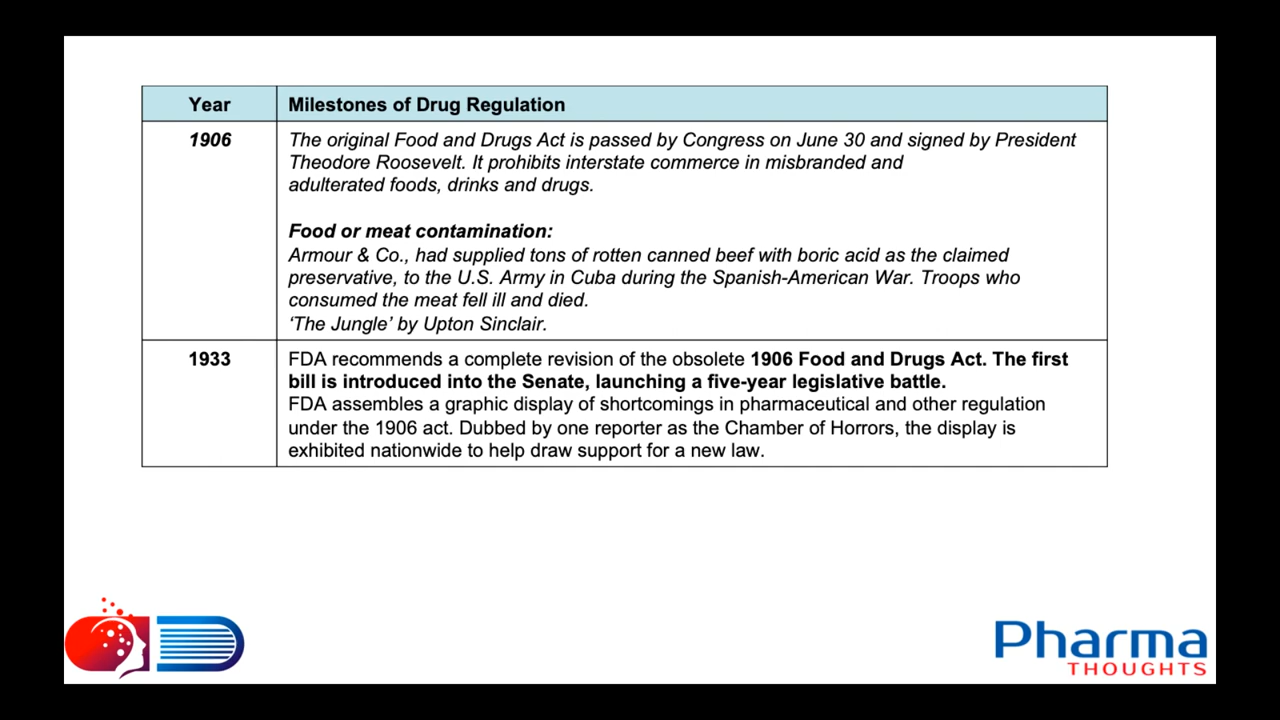 Year
Milestones of Drug Regulation
1906
The original Food and Drugs Act is passed by Congress on June 30 and signed by President
Theodore Roosevelt. It prohibits interstate commerce in misbranded and
adulterated foods, drinks and drugs.
Food or meat contamination:
Armour & Co., had supplied tons of rotten canned beef with boric acid as the claimed
preservative, to the U.S. Army in Cuba during the Spanish-American War. Troops who
consumed the meat fell ill and died.
‘The Jungle’ by Upton Sinclair.
1933
FDA recommends a complete revision of the obsolete 1906 Food and Drugs Act. The first
bill is introduced into the Senate, launching a five-year legislative battle.
FDA assembles a graphic display of shortcomings in pharmaceutical and other regulation
under the 1906 act. Dubbed by one reporter as the Chamber of Horrors, the display is
exhibited nationwide to help draw support for a new law.
Pharma
THOUGHTS